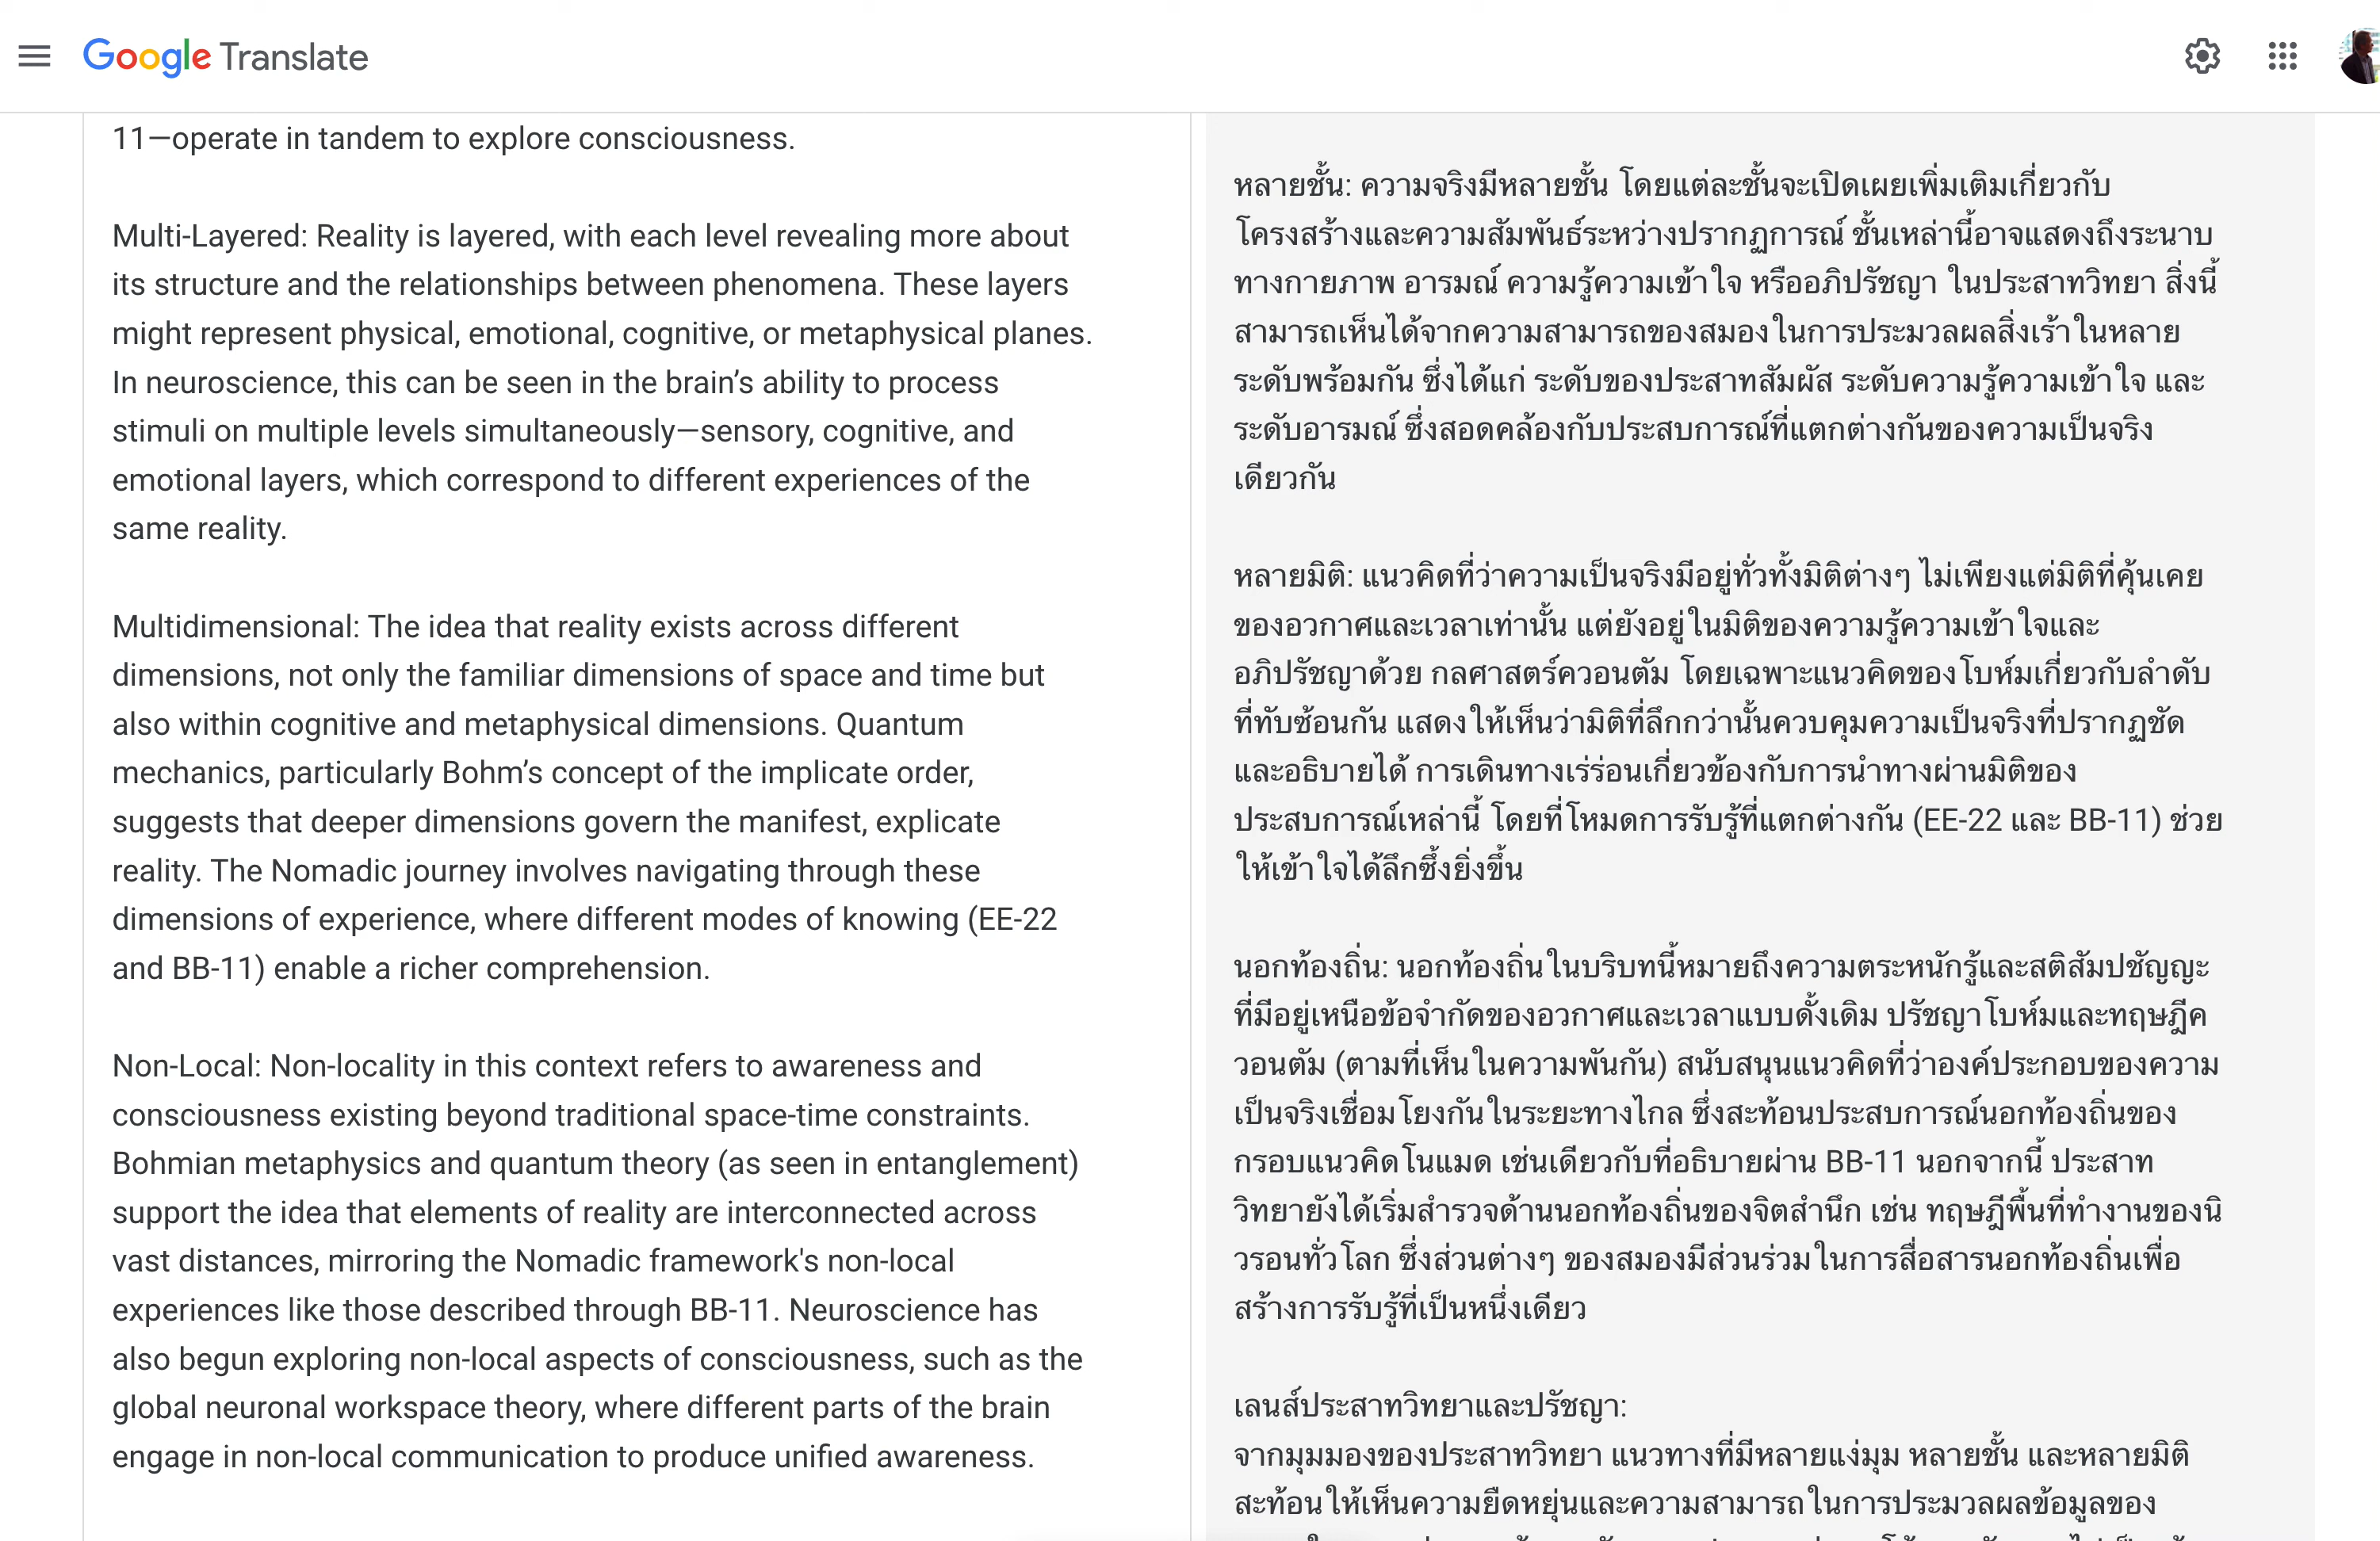 Google Translate
11—operate in tandem to explore consciousness.
Multi-Layered: Reality is layered, with each level revealing more about
its structure and the relationships between phenomena. These layers
might represent physical, emotional, cognitive, or metaphysical planes.
In neuroscience, this can be seen in the brain’s ability to process
stimuli on multiple levels simultaneously—sensory, cognitive, and
emotional layers, which correspond to different experiences of the
same reality.
Multidimensional: The idea that reality exists across different
dimensions, not only the familiar dimensions of space and time but
also within cognitive and metaphysical dimensions. Quantum
mechanics, particularly Bohm’s concept of the implicate order,
suggests that deeper dimensions govern the manifest, explicate
reality. The Nomadic journey involves navigating through these
dimensions of experience, where different modes of knowing (EE-22
and BB-11) enable a richer comprehension.
Non-Local: Non-locality in this context refers to awareness and
consciousness existing beyond traditional space-time constraints.
Bohmian metaphysics and quantum theory (as seen in entanglement)
support the idea that elements of reality are interconnected across
vast distances, mirroring the Nomadic framework's non-local
experiences like those described through BB-11. Neuroscience has
also begun exploring non-local aspects of consciousness, such as the
global neuronal workspace theory, where different parts of the brain
engage in non-local communication to produce unified awareness.
หลายชั้น: ความจริงมีหลายชั้น โดยแต่ละชั้นจะเปิดเผยเพิ่มเติมเกี่ยวกับ
โครงสร้างและความสัมพันธ์ระหว่างปรากฏการณ์ ชั้นเหล่านี้อาจแสดงถึงระนาบ
ทางกายภาพ อารมณ์ ความรู้ความเข้าใจ หรืออภิปรัชญา ในประสาทวิทยา สิ่งนี้
สามารถเห็นได้จากความสามารถของสมองในการประมวลผลสิ่งเร้าในหลาย
ระดับพร้อมกัน ซึ่งได้แก่ ระดับของประสาทสัมผัส ระดับความรู้ความเข้าใจ และ
ระดับอารมณ์ ซึ่งสอดคล้องกับประสบการณ์ที่แตกต่างกันของความเป็นจริง
เดียวกัน
หลายมิติ: แนวคิดที่ว่าความเป็นจริงมีอยู่ทั่วทั้งมิติต่างๆ ไม่เพียงแต่มิติที่คุ้นเคย
ของอวกาศและเวลาเท่านั้น แต่ยังอยู่ในมิติของความรู้ความเข้าใจและ
อภิปรัชญาด้วย กลศาสตร์ควอนตัม โดยเฉพาะแนวคิดของโบห์มเกี่ยวกับลำดับ
ที่ทับซ้อนกัน แสดงให้เห็นว่ามิติที่ลึกกว่านั้นควบคุมความเป็นจริงที่ปรากฏชัด
และอธิบายได้ การเดินทางเร่ร่อนเกี่ยวข้องกับการนำทางผ่านมิติของ
ประสบการณ์เหล่านี้ โดยที่โหมดการรับรู้ที่แตกต่างกัน (EE-22 และ BB-11) ช่วย
ให้เข้าใจได้ลึกซึ้งยิ่งขึ้น
นอกท้องถิ่น: นอกท้องถิ่นในบริบทนี้หมายถึงความตระหนักรู้และสติสัมปชัญญะ
ที่มีอยู่เหนือข้อจำกัดของอวกาศและเวลาแบบดั้งเดิม ปรัชญาโบห์มและทฤษฎีค
วอนตัม (ตามที่เห็นในความพันกัน) สนับสนุนแนวคิดที่ว่าองค์ประกอบของความ
เป็นจริงเชื่อมโยงกันในระยะทางไกล ซึ่งสะท้อนประสบการณ์นอกท้องถิ่นของ
กรอบแนวคิดโนแมด เช่นเดียวกับที่อธิบายผ่าน BB-11 นอกจากนี้ ประสาท
วิทยายังได้เริ่มสำรวจด้านนอกท้องถิ่นของจิตสำนึก เช่น ทฤษฎีพื้นที่ทำงานของนิ
วรอนทั่วโลก ซึ่งส่วนต่างๆ ของสมองมีส่วนร่วมในการสื่อสารนอกท้องถิ่นเพื่อ
สร้างการรับรู้ที่เป็นหนึ่งเดียว
เลนส์ประสาทวิทยาและปรัชญา:
จากมุมมองของประสาทวิทยา แนวทางที่มีหลายแง่มุม หลายชั้น และหลายมิติ
สะท้อนให้เห็นความยืดหยุ่นและความสามารถในการประมวลผลข้อมูลของ